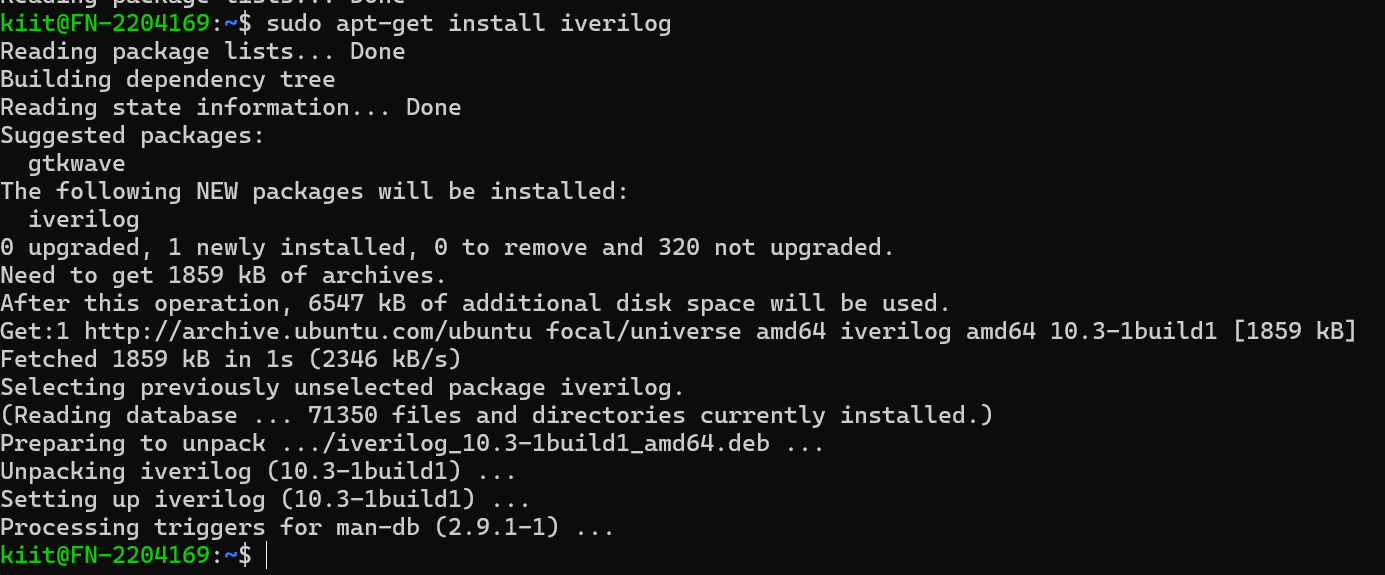 Reading package lists... Done
kiit@FN-2204169:~$ sudo apt-get install iverilog
Reading package lists... Done
Building dependency tree
Reading state information... Done
Suggested packages:
  gtkwave
The following NEW packages will be installed:
  iverilog
0 upgraded, 1 newly installed, 0 to remove and 320 not upgraded.
Need to get 1859 kB of archives.
After this operation, 6547 kB of additional disk space will be used.
Get:1 http://archive.ubuntu.com/ubuntu focal/universe amd64 iverilog amd64 10.3-1build1 [1859 kB]
Fetched 1859 kB in 1s (2346 kB/s)
Selecting previously unselected package iverilog.
(Reading database ... 71350 files and directories currently installed.)
Preparing to unpack .../iverilog_10.3-1build1_amd64.deb ...
Unpacking iverilog (10.3-1build1) ...
Setting up iverilog (10.3-1build1) ...
Processing triggers for man-db (2.9.1-1) ...
kiit@FN-2204169:~$